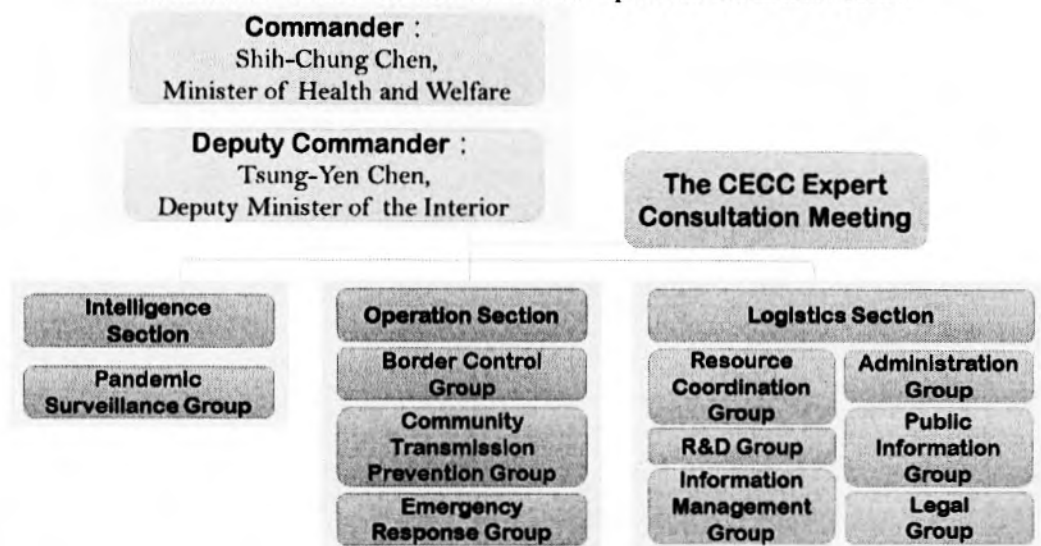 Commander :
Shih-Chung Chen,
Minister of Health and Welfare
Deputy Commander :
Tsung-Yen Chen,
Deputy Minister of the Interior
The CECC Expert
Consultation Meeting
Intelligence
Section
Pandemic
Surveillance Group
Operation Section
Border Control
Group
Community
Transmission
Prevention Group
Emergency
Response Group
Logistics Section
Resource
Coordination
Group
R&D Group
Information
Management
Group
Administration
Group
Public
Information
Group
Legal
Group